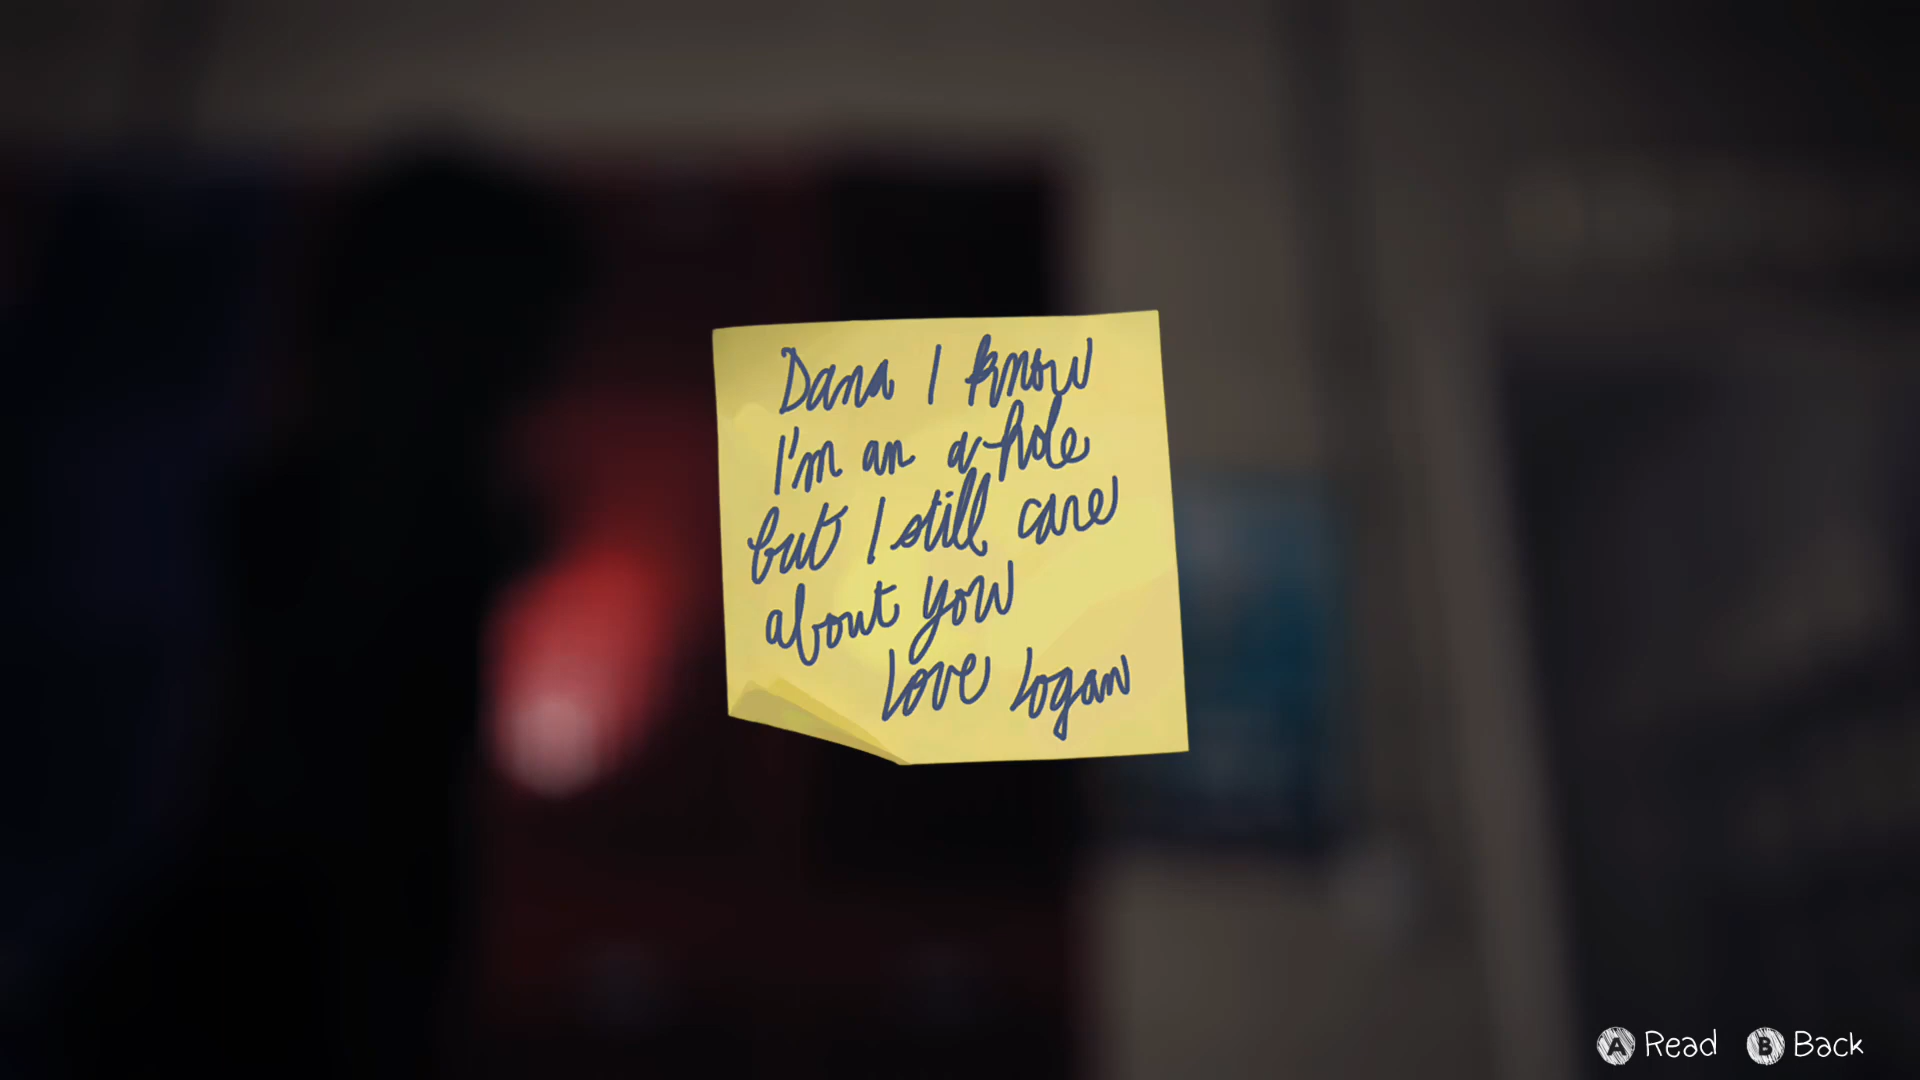 Dana I know
I'm an a-hole
but I still care
about you
Love Logan
A Read B Back